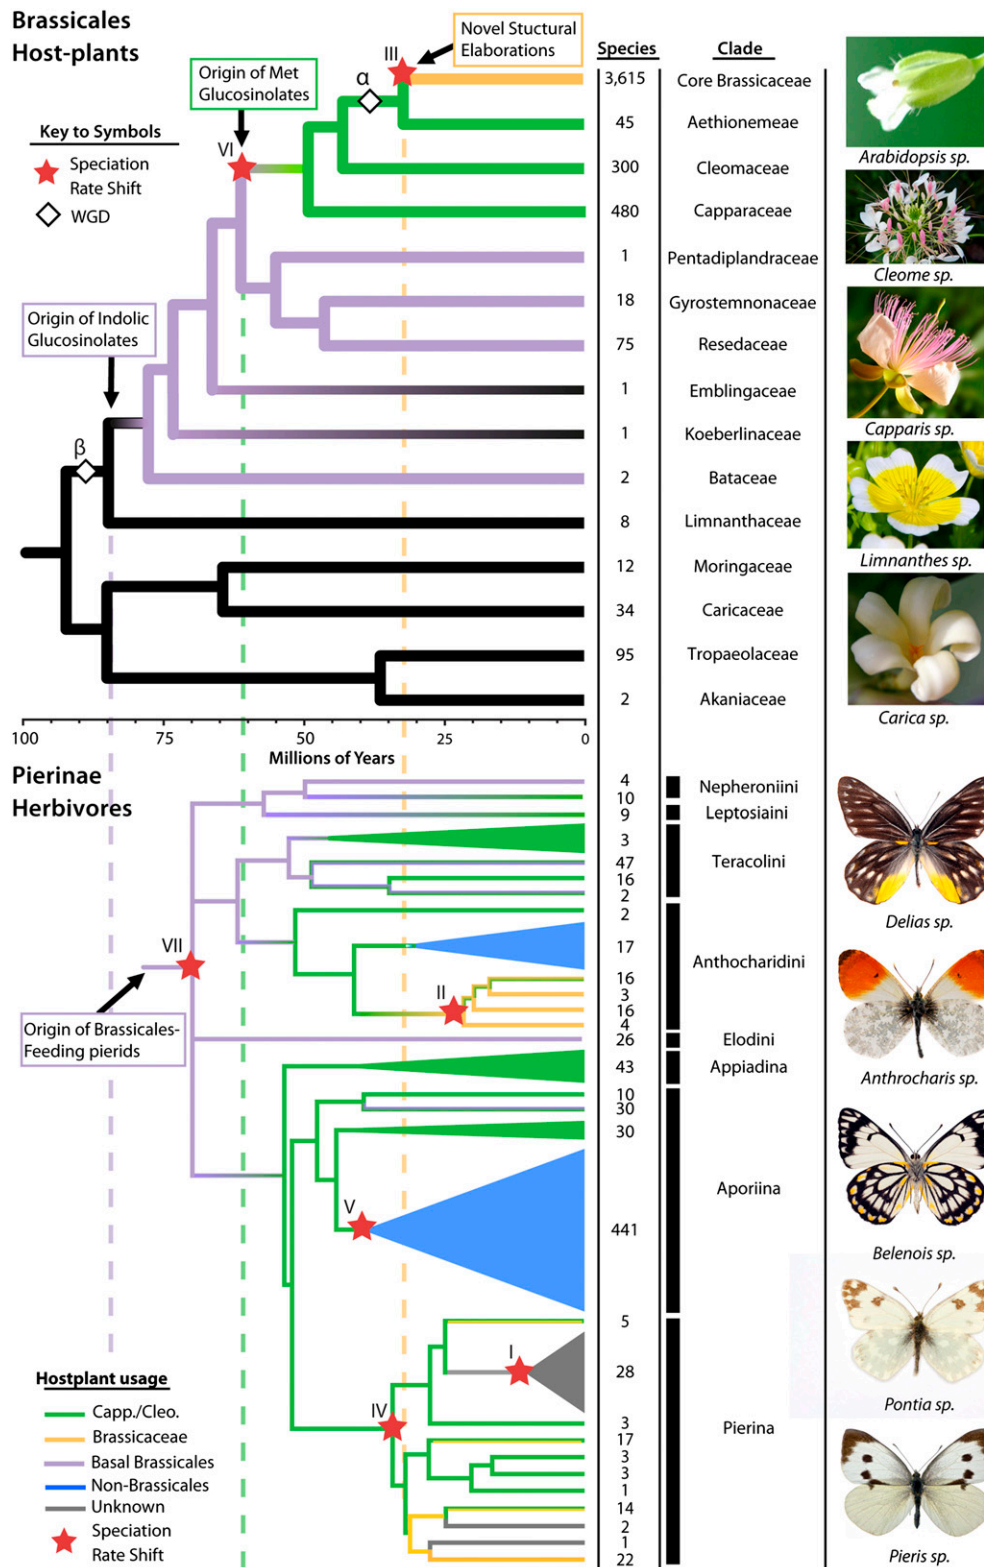 Brassicales
Host-plants
Novel Stuctural
Elaborations
Origin of Met
Glucosinolates
Key to Symbols
Speciation
Rate Shift
WGD
Origin of Indolic
Glucosinolates
III
α
VI
β
Species Clade
3,615 Core Brassicaceae
45 Aethionemeae
300 Cleomaceae
480 Capparaceae
1 Pentadiplandraceae
18 Gyrostemnonaceae
75 Resedaceae
1 Emblingaceae
1 Koeberlinaceae
2 Bataceae
8 Limnanthaceae
12 Moringaceae
34 Caricaceae
95 Tropaeolaceae
2 Akaniaceae
Arabidopsis sp.
Cleome sp.
Capparis sp.
Limnanthes sp.
Carica sp.
100 75 50 25 0
Millions of Years
Pierinae
Herbivores
VII
II
V
I
IV
Origin of Brassicales-
Feeding pierids
4
10
9
3
47
16
2
2
17
16
3
16
4
26
43
10
30
30
441
5
28
3
17
3
3
1
14
2
1
22
Nepheroniini
Leptosiaini
Teracolini
Anthocharidini
Elodini
Appiadina
Aporiina
Pierina
Delias sp.
Anthrocharis sp.
Belenois sp.
Pontia sp.
Pieris sp.
Hostplant usage
Capp./Cleo.
Brassicaceae
Basal Brassicales
Non-Brassicales
Unknown
Speciation
Rate Shift